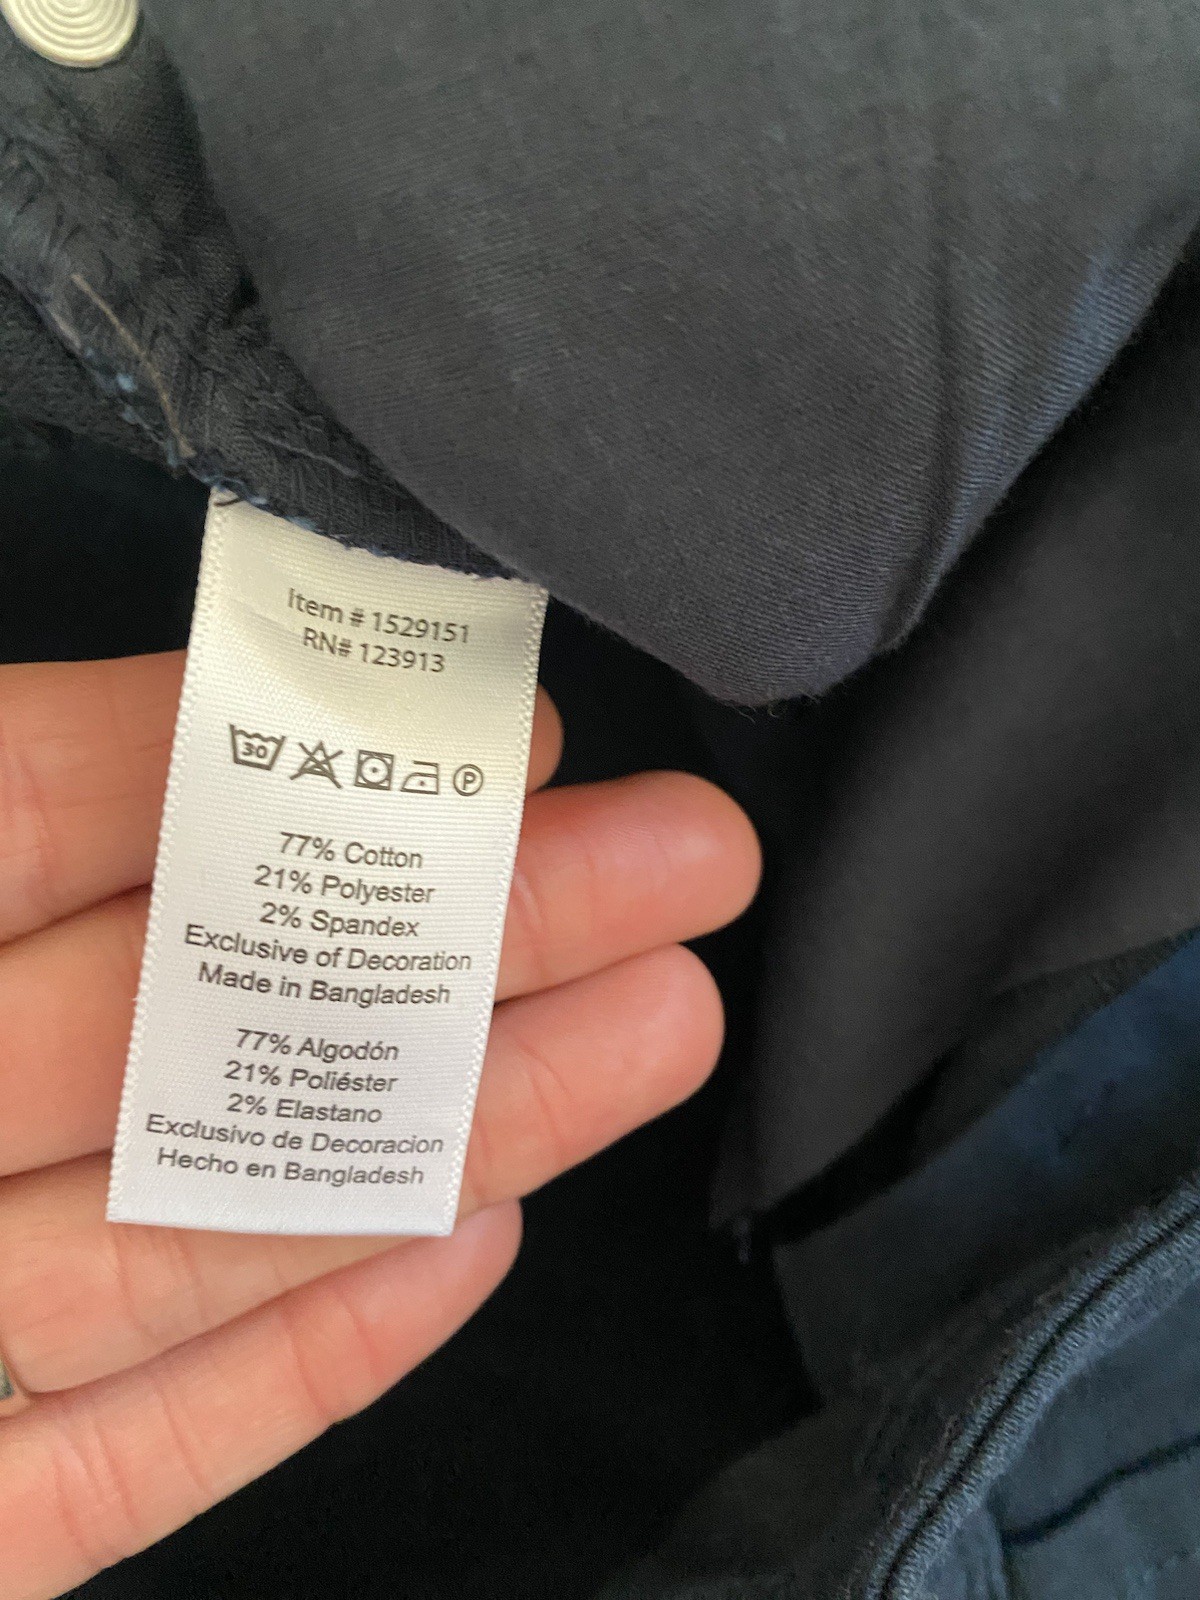 Item # 1529151
RN# 123913
30 P
77% Cotton
21% Polyester
2% Spandex
Exclusive of Decoration
Made in Bangladesh
77% Algodón
21% Poliéster
2% Elastano
Exclusivo de Decoracion
Hecho en Bangladesh